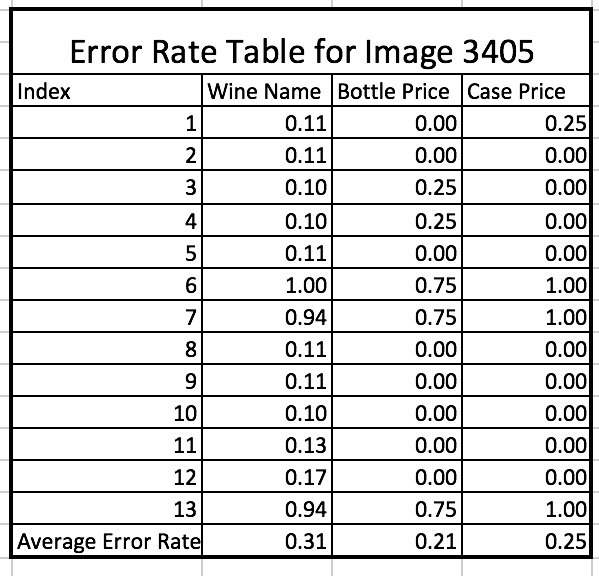 Error Rate Table for Image 3405
Index Wine Name Bottle Price Case Price
1 0.11 0.00 0.25
2 0.11 0.00 0.00
3 0.10 0.25 0.00
4 0.10 0.25 0.00
5 0.11 0.00 0.00
6 1.00 0.75 1.00
7 0.94 0.75 1.00
8 0.11 0.00 0.00
9 0.11 0.00 0.00
10 0.10 0.00 0.00
11 0.13 0.00 0.00
12 0.17 0.00 0.00
13 0.94 0.75 1.00
Average Error Rate 0.31 0.21 0.25